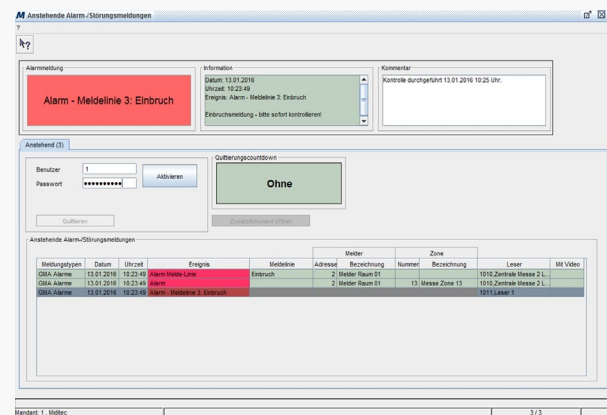 M Anstehende Alarm-/Störungsmeldungen
?
Alarmmeldung
Alarm - Meldelinie 3: Einbruch
Information
Datum: 13.01.2016
Uhrzeit: 10:23:49
Ereignis: Alarm - Meldelinie 3: Einbruch
Einbruchsmeldung - bitte sofort kontrollieren!
Kommentar
Kontrolle durchgeführt 13.01.2016 10:25 Uhr.
Anstehend (3)
Benutzer 1
Passwort
Aktivieren
Quittieren
Quittierungscountdown
Ohne
Zusatzdokument öffnen
Anstehende Alarm-/Störungsmeldungen
Melder Zone
Meldungstypen Datum Uhrzeit Ereignis Meldelinie Adresse Bezeichnung Nummer Bezeichnung Leser Mit Video
GMA Alarme 13.01.2016 10:23:49 Alarm Melde-Linie Einbruch 2 Melder Raum 01 1010,Zentrale Messe 2 L...
GMA Alarme 13.01.2016 10:23:49 Alarm 2 Melder Raum 01 13 Messe Zone 13 1010,Zentrale Messe 2 L...
GMA Alarme 13.01.2016 10:23:49 Alarm - Meldelinie 3: Einbruch 1011,Leser 1
Mandant: 1 , Miditec 3 / 3